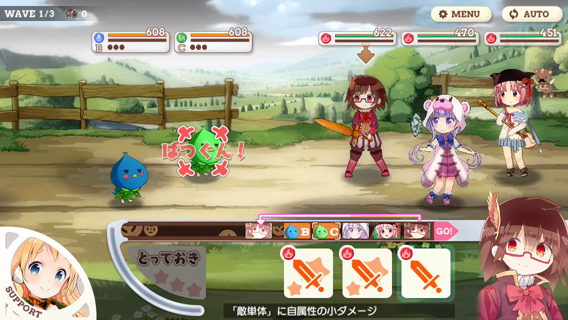 WAVE 1/3
0
MENU
AUTO
608
B
608
C
622
470
451
ばつぐん!
B
C
GO!
とっておき
SUPPORT
「敵単体」に自属性の小ダメージ